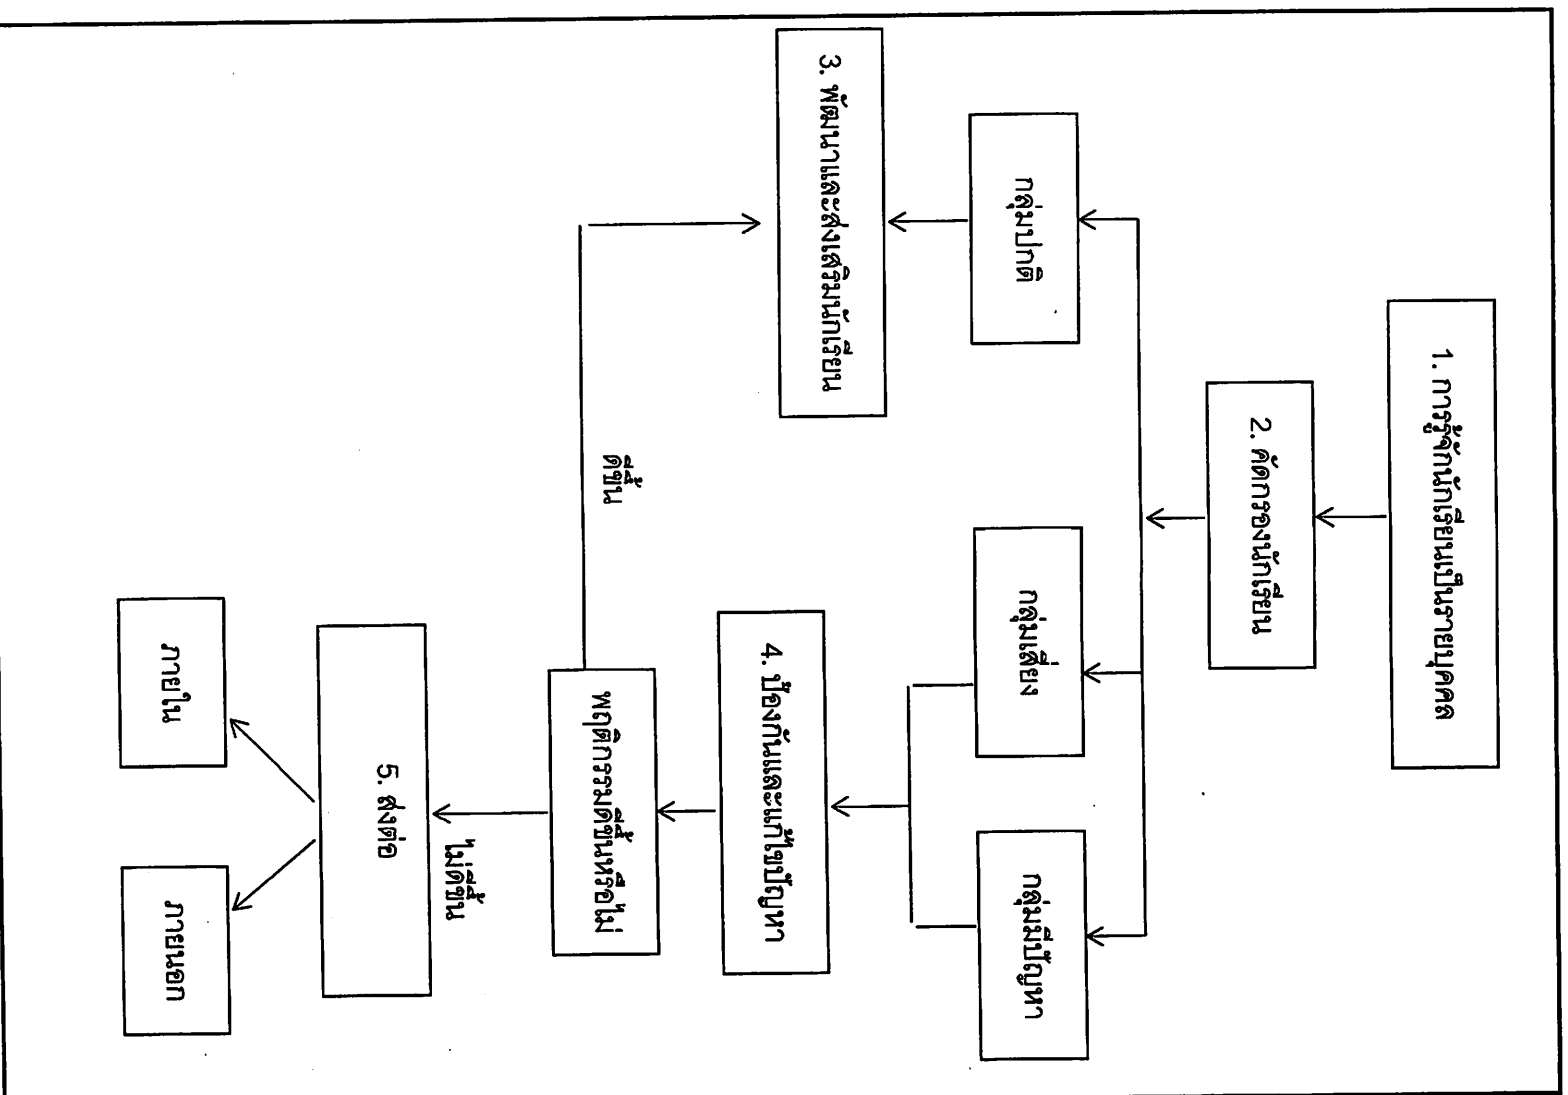 1. การรู้จักนักเรียนเป็นรายบุคคล
2. คัดกรองนักเรียน
กลุ่มปกติ
กลุ่มเสี่ยง
กลุ่มมีปัญหา
3. พัฒนาและส่งเสริมนักเรียน
4. ป้องกันและแก้ไขปัญหา
ดีขึ้น
พฤติกรรมดีขึ้นหรือไม่
ไม่ดีขึ้น
5. ส่งต่อ
ภายใน
ภายนอก